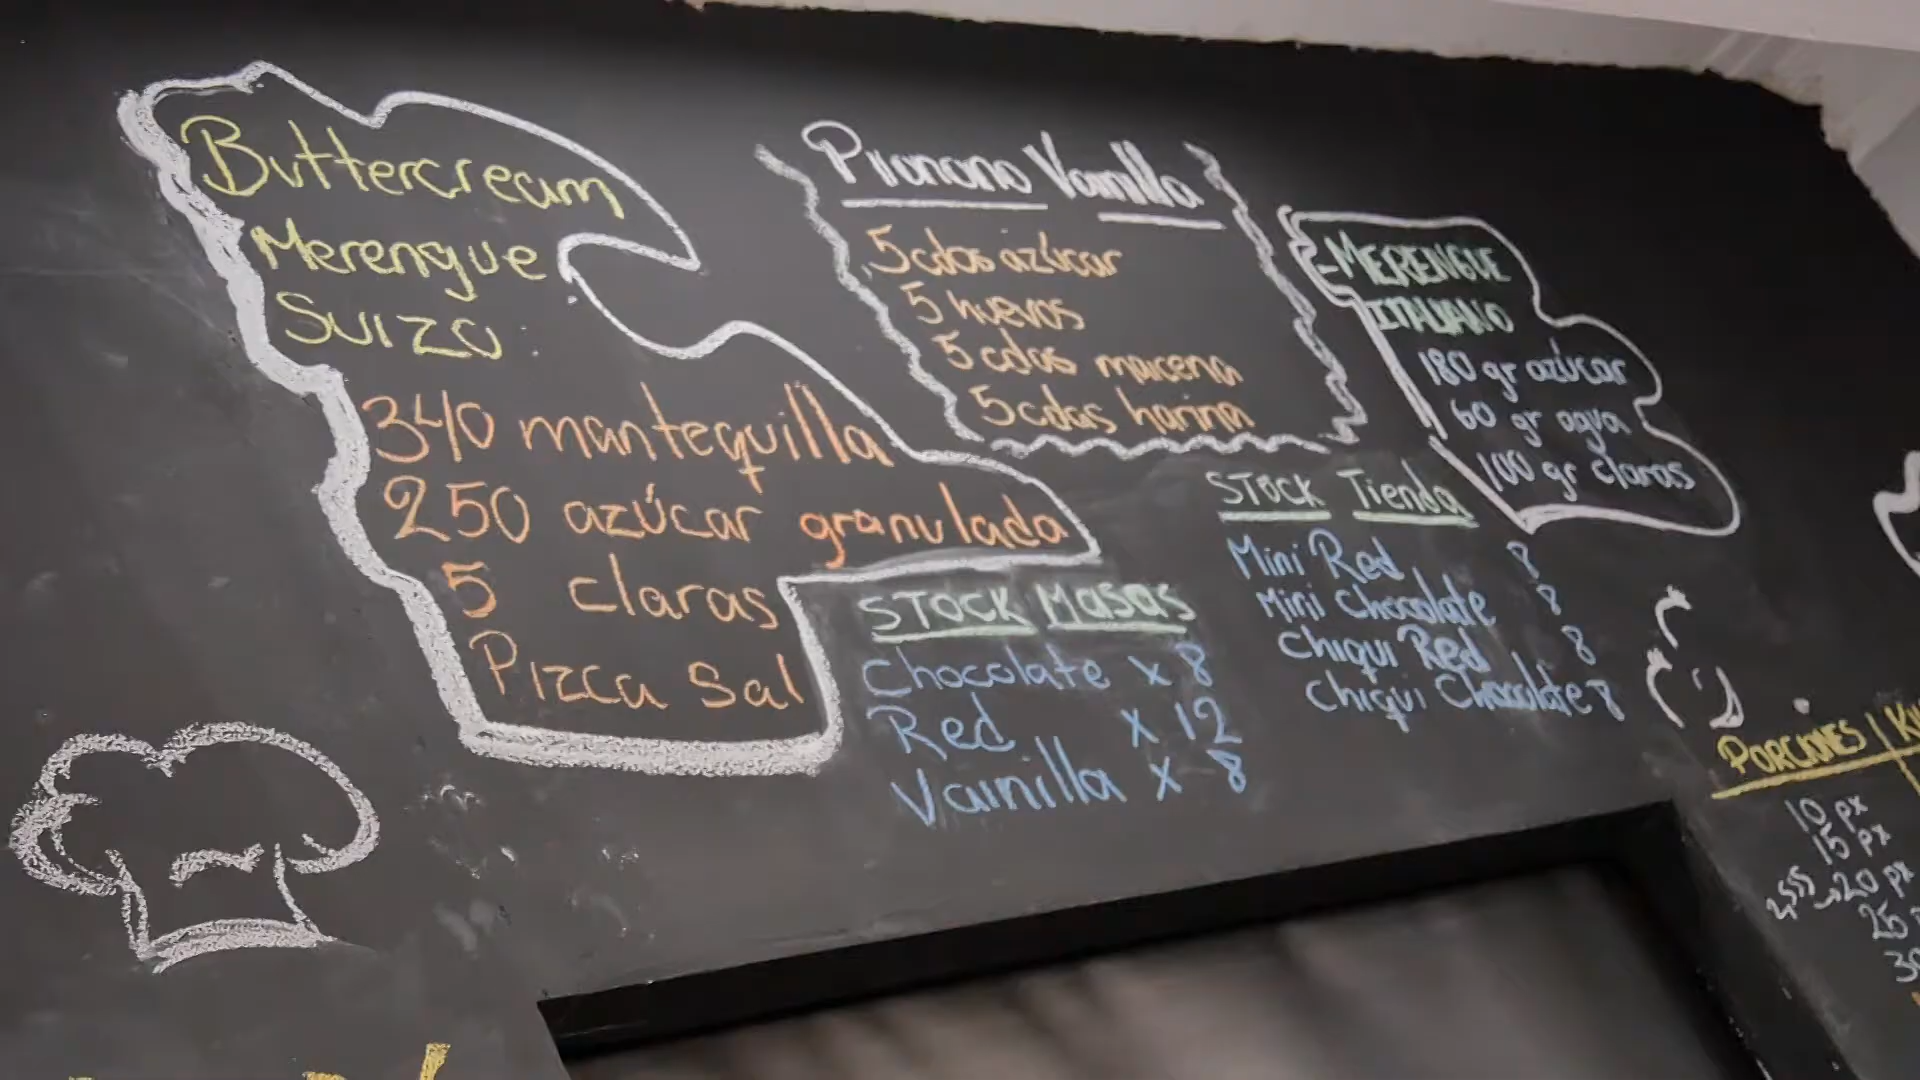 Buttercream
Merengue
Suizo
340 mantequilla
250 azúcar granulada
5 claras
Pizca sal
Pionono Vainilla
5 cdas azúcar
5 huevos
5 cdas maicena
5 cdas harina
MERENGUE
ITALIANO
180 gr azúcar
60 gr agua
100 gr claras
STOCK Masas
Chocolate x 8
Red x 12
Vainilla x 8
STOCK Tienda
Mini Red 8
Mini Chocolate 8
Chiqui Red 8
Chiqui Chocolate 8
PORCIONES
10 px
15 px
20 px
25